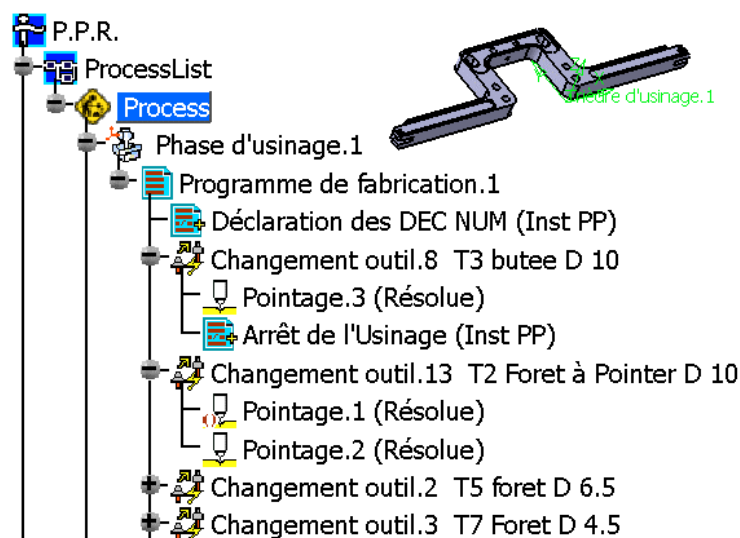 P.P.R.
ProcessList
Process
d'usinage.1
Phase d'usinage.1
Programme de fabrication.1
Déclaration des DEC NUM (Inst PP)
Changement outil.8 T3 butee D 10
Pointage.3 (Résolue)
Arrêt de l'Usinage (Inst PP)
Changement outil.13 T2 Foret à Pointer D 10
Pointage.1 (Résolue)
Pointage.2 (Résolue)
Changement outil.2 T5 foret D 6.5
Changement outil.3 T7 Foret D 4.5